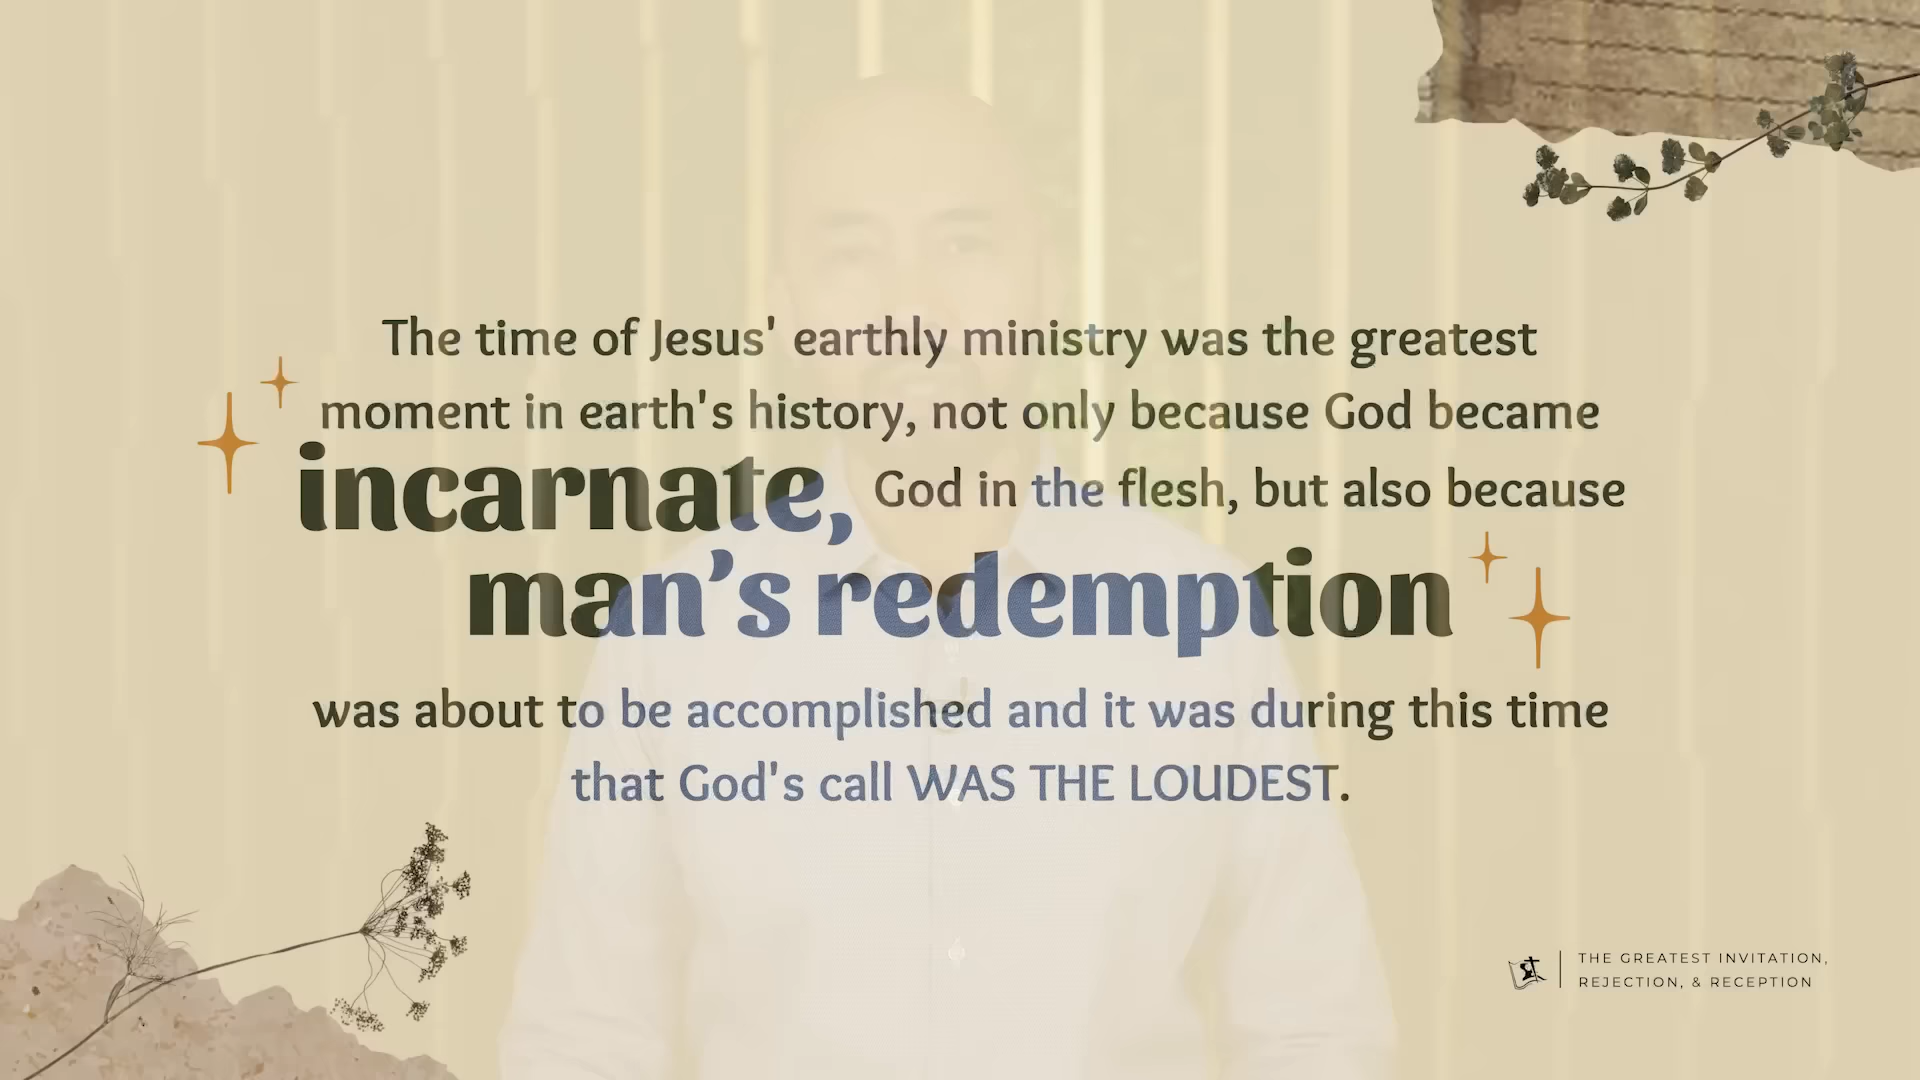 The time of Jesus' earthly ministry was the greatest
moment in earth's history, not only because God became
incarnate, God in the flesh, but also because
man's redemption
was about to be accomplished and it was during this time
that God's call WAS THE LOUDEST.
THE GREATEST INVITATION,
REJECTION, & RECEPTION